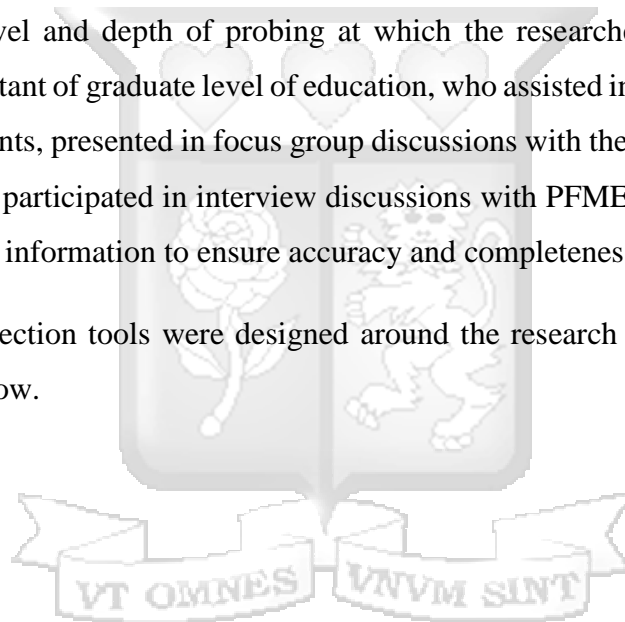 vel and depth of probing at which the researche
tant of graduate level of education, who assisted in
nts, presented in focus group discussions with the
participated in interview discussions with PFME
information to ensure accuracy and completenes
ection tools were designed around the research
ow.
VT OMNES VNVM SINT